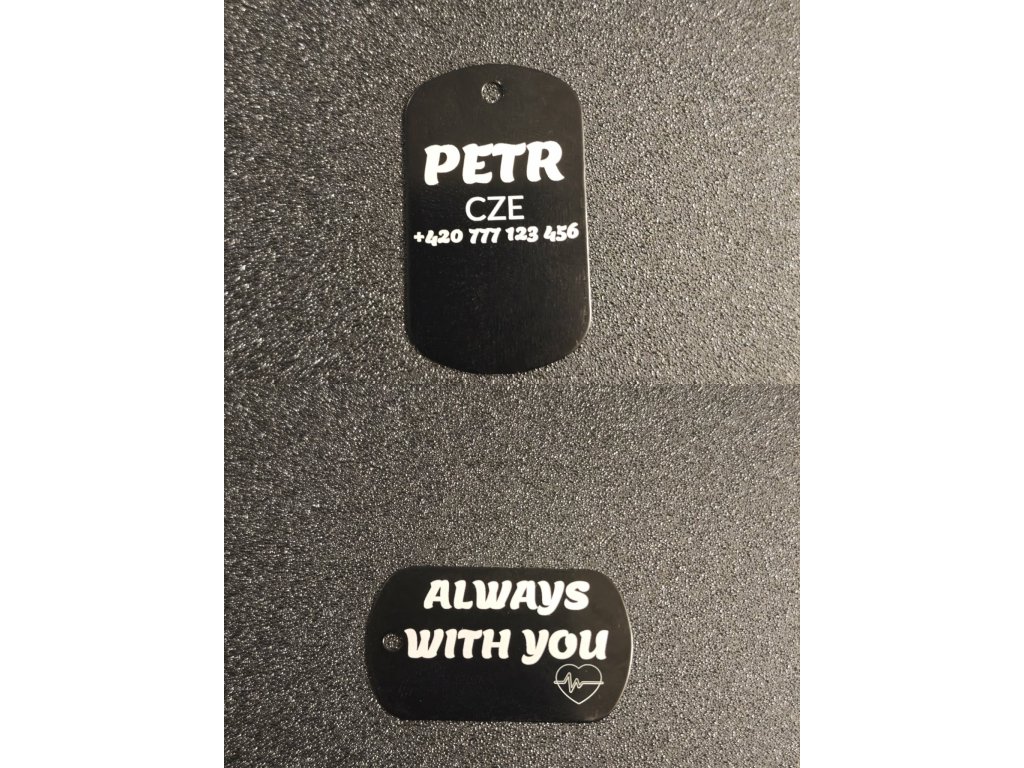 PETR
CZE
+420 777 123 456
ALWAYS
WITH YOU